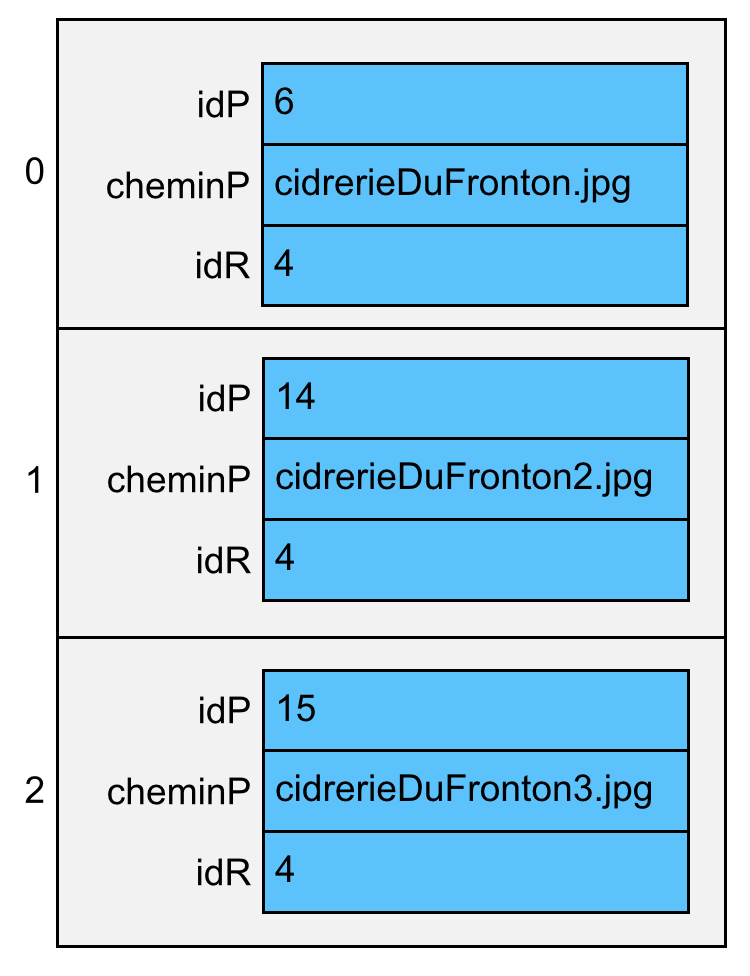 0
idP 6
cheminP cidrerieDuFronton.jpg
idR 4
1
idP 14
cheminP cidrerieDuFronton2.jpg
idR 4
2
idP 15
cheminP cidrerieDuFronton3.jpg
idR 4